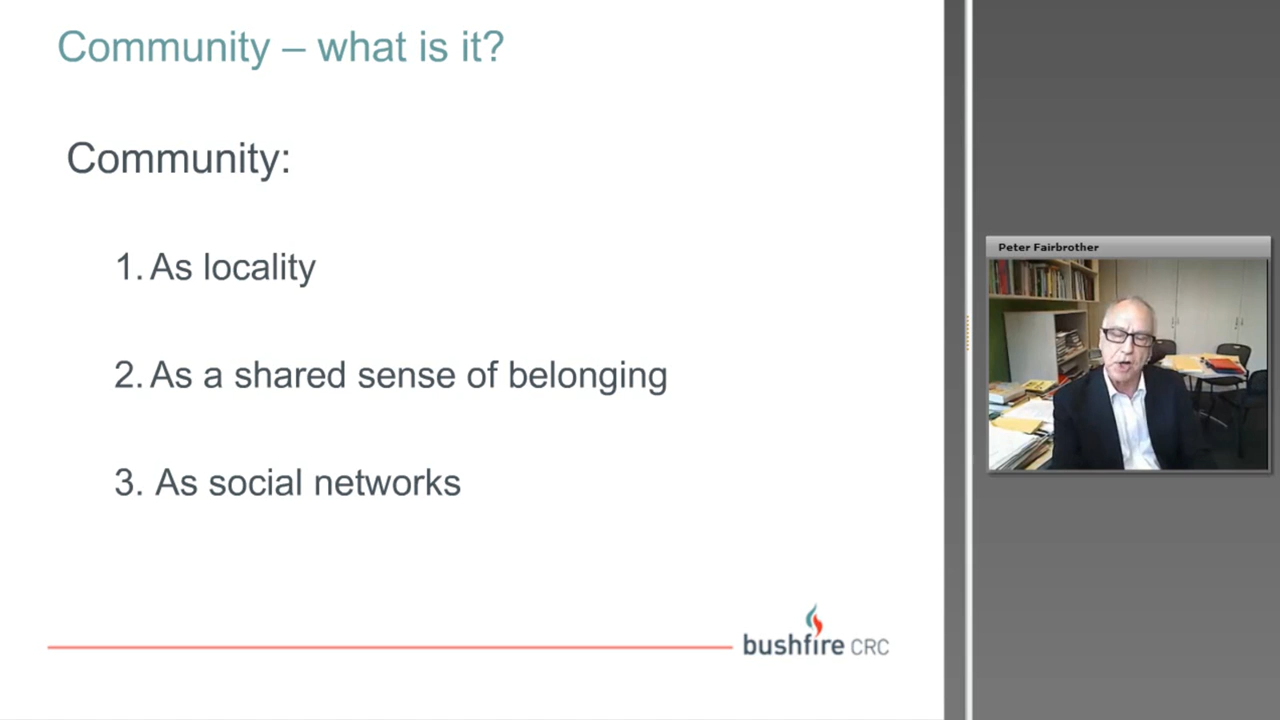 Community – what is it?
Community:
1. As locality
2. As a shared sense of belonging
3. As social networks
bushfire CRC
Peter Fairbrother